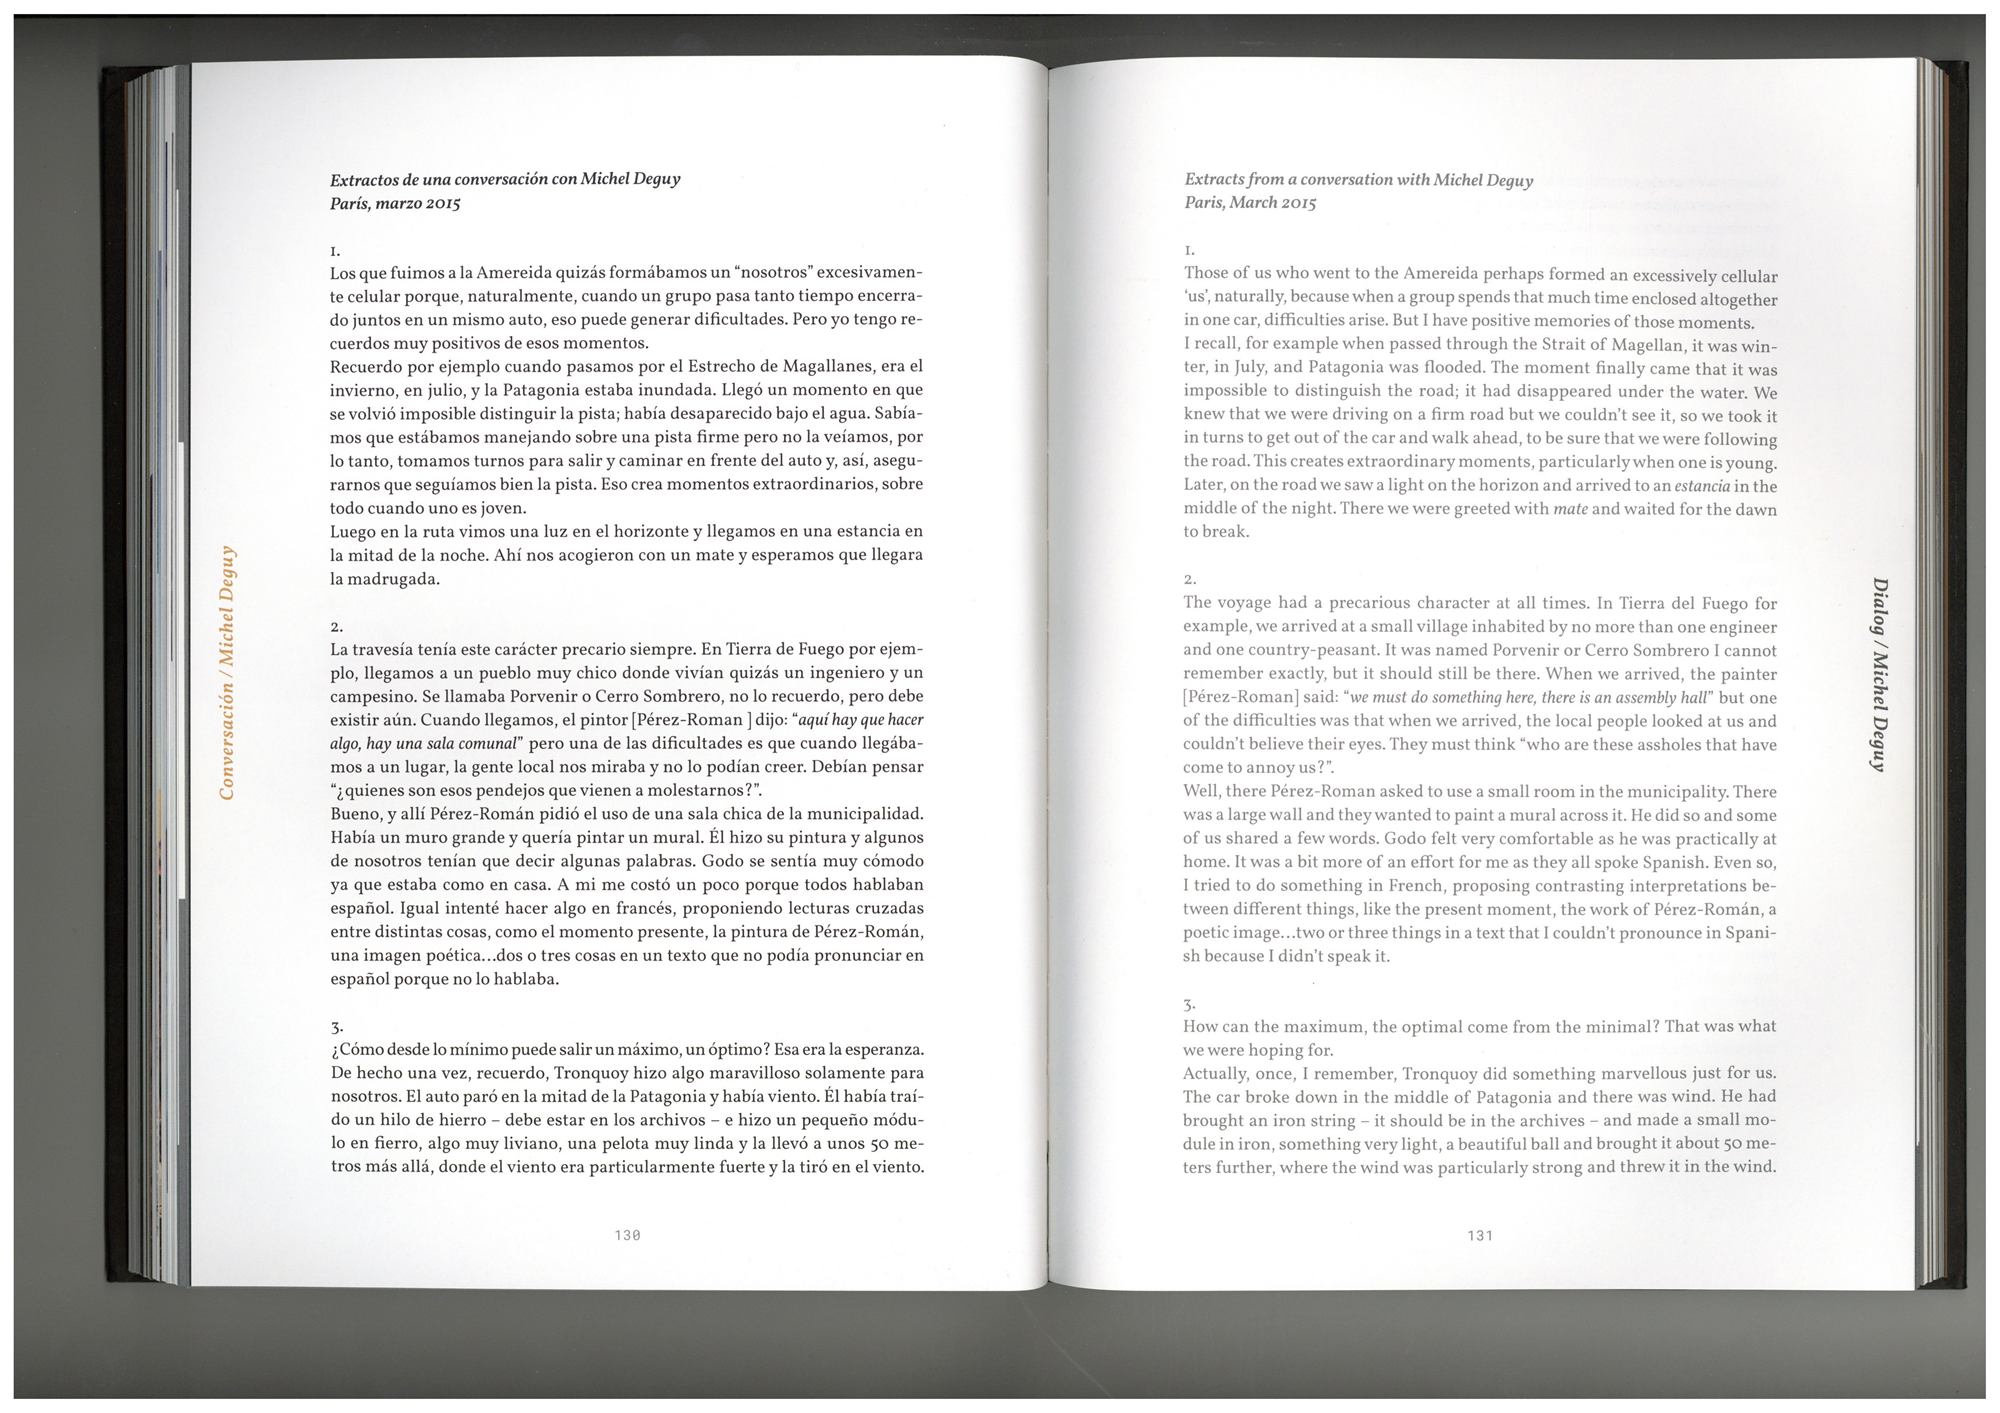 Extractos de una conversación con Michel Deguy
París, marzo 2015
1.
Los que fuimos a la Amereida quizás formábamos un “nosotros” excesivamen-
te celular porque, naturalmente, cuando un grupo pasa tanto tiempo encerra-
do juntos en un mismo auto, eso puede generar dificultades. Pero yo tengo re-
cuerdos muy positivos de esos momentos.
Recuerdo por ejemplo cuando pasamos por el Estrecho de Magallanes, era el
invierno, en julio, y la Patagonia estaba inundada. Llegó un momento en que
se volvió imposible distinguir la pista; había desaparecido bajo el agua. Sabía-
mos que estábamos manejando sobre una pista firme pero no la veíamos, por
lo tanto, tomamos turnos para salir y caminar en frente del auto y, así, asegu-
rarnos que seguíamos bien la pista. Eso crea momentos extraordinarios, sobre
todo cuando uno es joven.
Luego en la ruta vimos una luz en el horizonte y llegamos en una estancia en
la mitad de la noche. Ahí nos acogieron con un mate y esperamos que llegara
la madrugada.
2.
La travesía tenía este carácter precario siempre. En Tierra de Fuego por ejem-
plo, llegamos a un pueblo muy chico donde vivían quizás un ingeniero y un
campesino. Se llamaba Porvenir o Cerro Sombrero, no lo recuerdo, pero debe
existir aún. Cuando llegamos, el pintor [Pérez-Roman ] dijo: “aquí hay que hacer
algo, hay una sala comunal” pero una de las dificultades es que cuando llegába-
mos a un lugar, la gente local nos miraba y no lo podían creer. Debían pensar
“¿quienes son esos pendejos que vienen a molestarnos?”.
Bueno, y allí Pérez-Román pidió el uso de una sala chica de la municipalidad.
Había un muro grande y quería pintar un mural. Él hizo su pintura y algunos
de nosotros tenían que decir algunas palabras. Godo se sentía muy cómodo
ya que estaba como en casa. A mi me costó un poco porque todos hablaban
español. Igual intenté hacer algo en francés, proponiendo lecturas cruzadas
entre distintas cosas, como el momento presente, la pintura de Pérez-Román,
una imagen poética...dos o tres cosas en un texto que no podía pronunciar en
español porque no lo hablaba.
3.
¿Cómo desde lo mínimo puede salir un máximo, un óptimo? Esa era la esperanza.
De hecho una vez, recuerdo, Tronquoy hizo algo maravilloso solamente para
nosotros. El auto paró en la mitad de la Patagonia y había viento. Él había traí-
do un hilo de hierro – debe estar en los archivos – e hizo un pequeño módu-
lo en fierro, algo muy liviano, una pelota muy linda y la llevó a unos 50 me-
tros más allá, donde el viento era particularmente fuerte y la tiró en el viento.
130
Conversación / Michel Deguy
Extracts from a conversation with Michel Deguy
Paris, March 2015
1.
Those of us who went to the Amereida perhaps formed an excessively cellular
‘us’, naturally, because when a group spends that much time enclosed altogether
in one car, difficulties arise. But I have positive memories of those moments.
I recall, for example when passed through the Strait of Magellan, it was win-
ter, in July, and Patagonia was flooded. The moment finally came that it was
impossible to distinguish the road; it had disappeared under the water. We
knew that we were driving on a firm road but we couldn’t see it, so we took it
in turns to get out of the car and walk ahead, to be sure that we were following
the road. This creates extraordinary moments, particularly when one is young.
Later, on the road we saw a light on the horizon and arrived to an estancia in the
middle of the night. There we were greeted with mate and waited for the dawn
to break.
2.
The voyage had a precarious character at all times. In Tierra del Fuego for
example, we arrived at a small village inhabited by no more than one engineer
and one country-peasant. It was named Porvenir or Cerro Sombrero I cannot
remember exactly, but it should still be there. When we arrived, the painter
[Pérez-Roman] said: “we must do something here, there is an assembly hall” but one
of the difficulties was that when we arrived, the local people looked at us and
couldn’t believe their eyes. They must think “who are these assholes that have
come to annoy us?”.
Well, there Pérez-Roman asked to use a small room in the municipality. There
was a large wall and they wanted to paint a mural across it. He did so and some
of us shared a few words. Godo felt very comfortable as he was practically at
home. It was a bit more of an effort for me as they all spoke Spanish. Even so,
I tried to do something in French, proposing contrasting interpretations be-
tween different things, like the present moment, the work of Pérez-Román, a
poetic image...two or three things in a text that I couldn’t pronounce in Spani-
sh because I didn’t speak it.
3.
How can the maximum, the optimal come from the minimal? That was what
we were hoping for.
Actually, once, I remember, Tronquoy did something marvellous just for us.
The car broke down in the middle of Patagonia and there was wind. He had
brought an iron string – it should be in the archives – and made a small mo-
dule in iron, something very light, a beautiful ball and brought it about 50 me-
ters further, where the wind was particularly strong and threw it in the wind.
131
Dialog / Michel Deguy